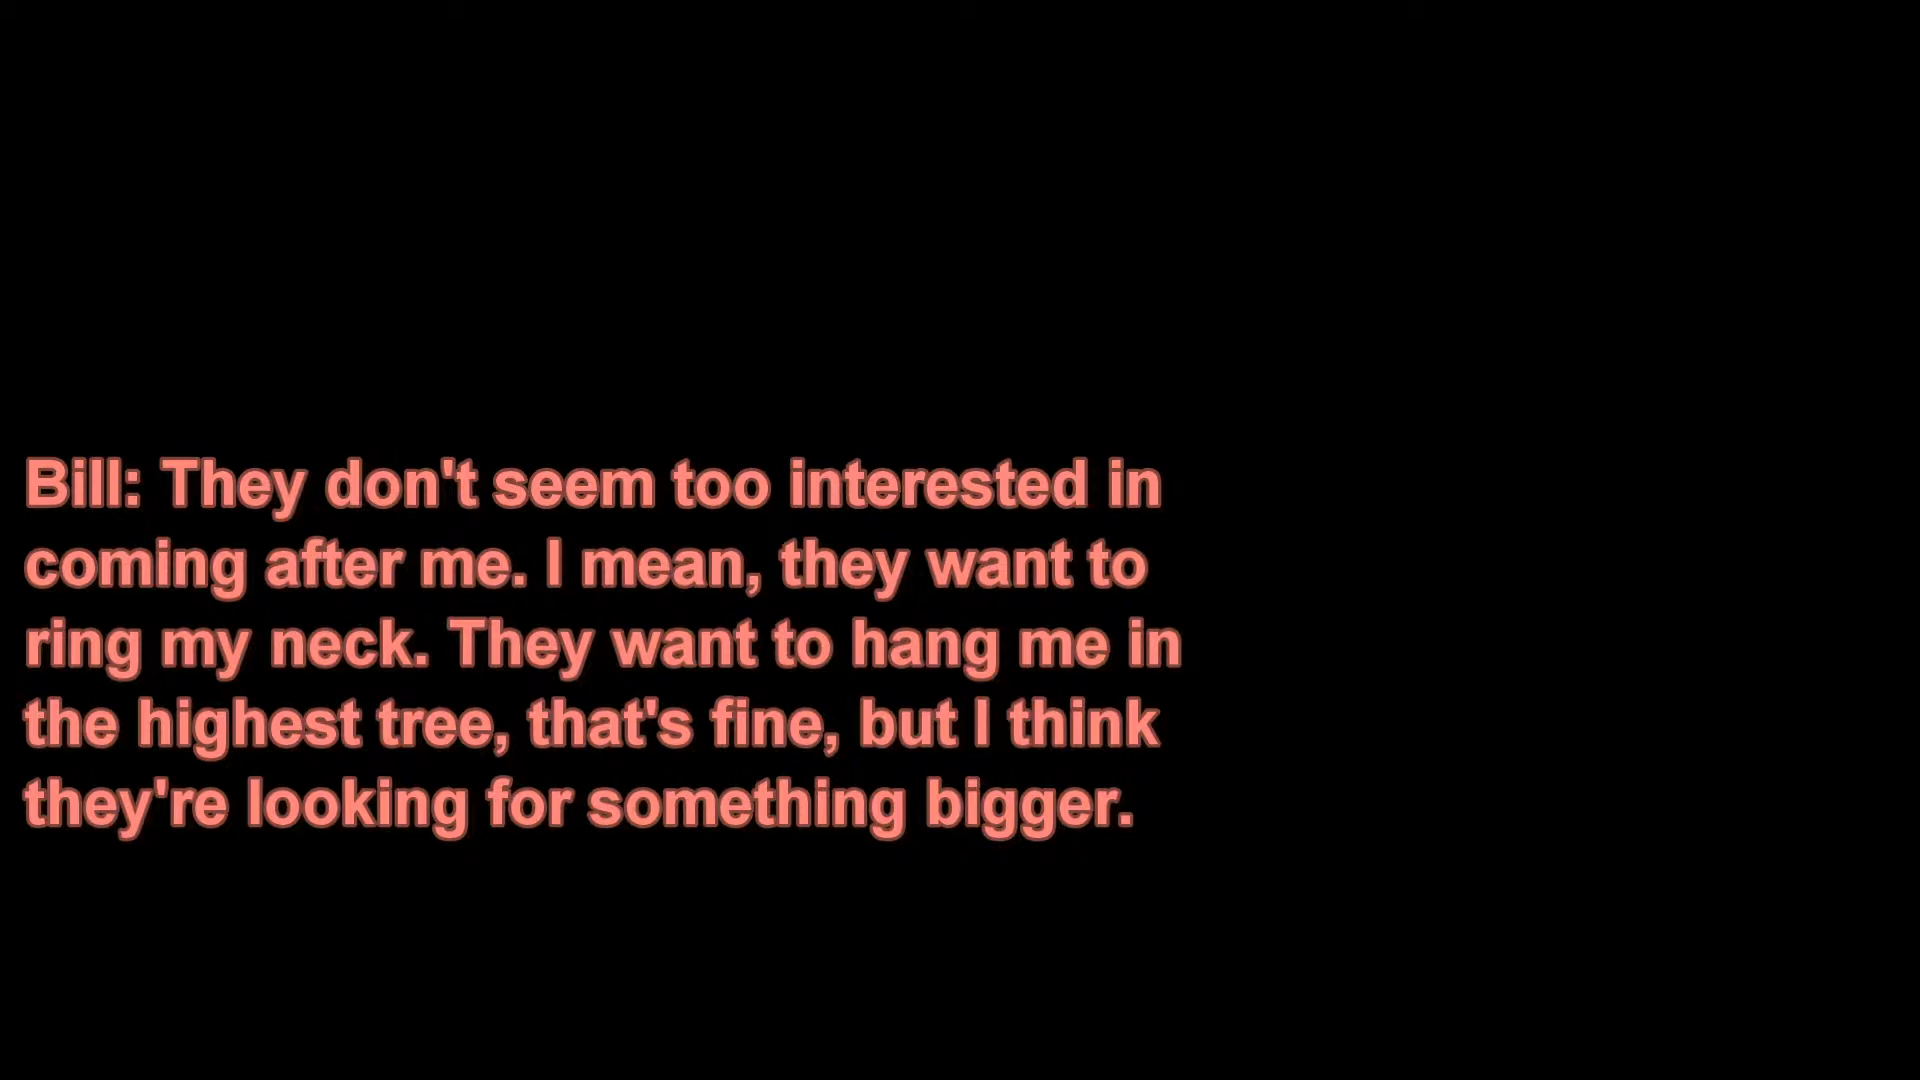 Bill: They don't seem too interested in
coming after me. I mean, they want to
ring my neck. They want to hang me in
the highest tree, that's fine, but I think
they're looking for something bigger.